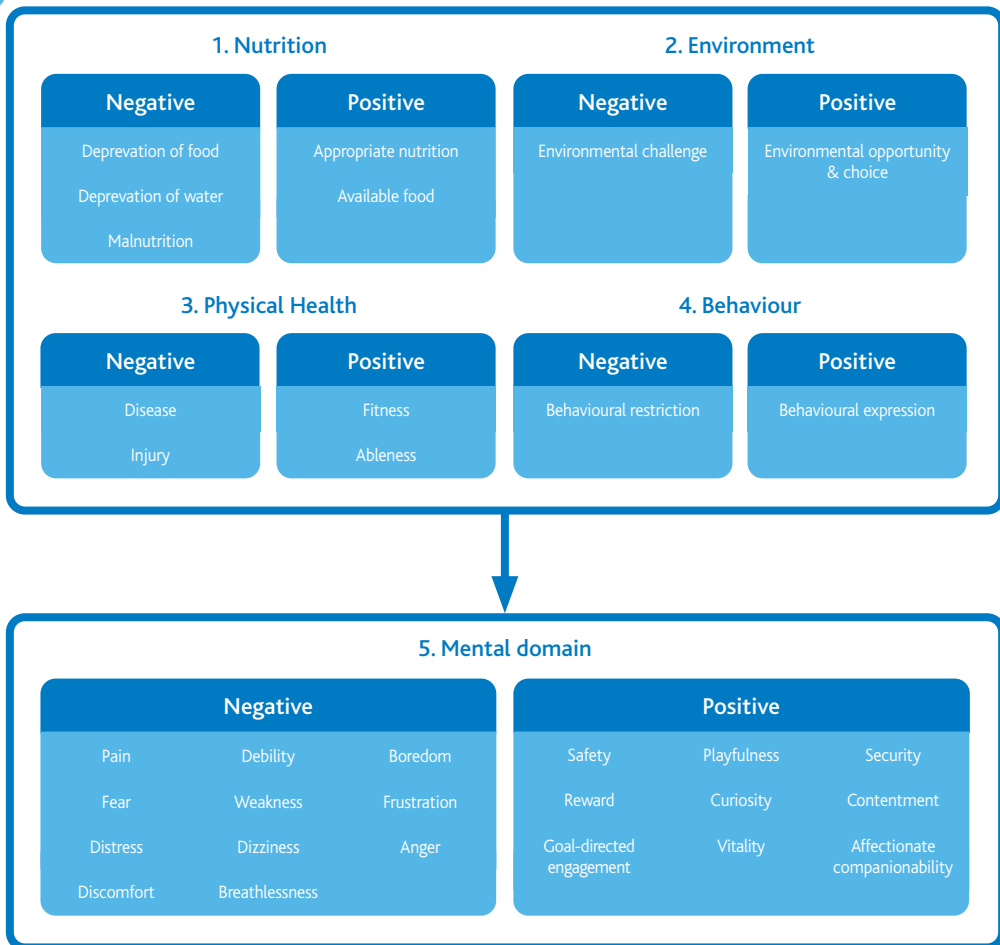 1. Nutrition
Negative
Deprevation of food
Deprevation of water
Malnutrition
Positive
Appropriate nutrition
Available food
2. Environment
Negative
Environmental challenge
Positive
Environmental opportunity
& choice
3. Physical Health
Negative
Disease
Injury
Positive
Fitness
Ableness
4. Behaviour
Negative
Behavioural restriction
Positive
Behavioural expression
5. Mental domain
Negative
Pain
Fear
Distress
Discomfort
Debility
Weakness
Dizziness
Breathlessness
Boredom
Frustration
Anger
Positive
Safety
Reward
Goal-directed
engagement
Playfulness
Curiosity
Vitality
Security
Contentment
Affectionate
companionability